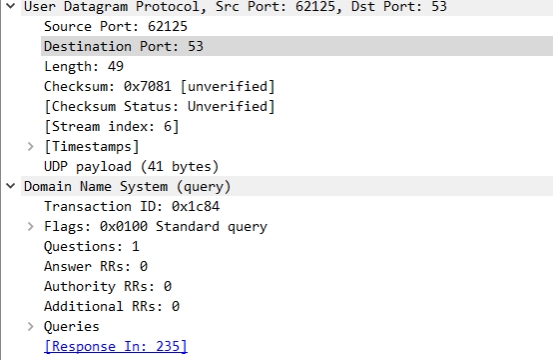 User Datagram Protocol, Src Port: 62125, Dst Port: 53
Source Port: 62125
Destination Port: 53
Length: 49
Checksum: 0x7081 [unverified]
[Checksum Status: Unverified]
[Stream index: 6]
[Timestamps]
UDP payload (41 bytes)
Domain Name System (query)
Transaction ID: 0x1c84
Flags: 0x0100 Standard query
Questions: 1
Answer RRs: 0
Authority RRs: 0
Additional RRs: 0
Queries
[Response In: 235]